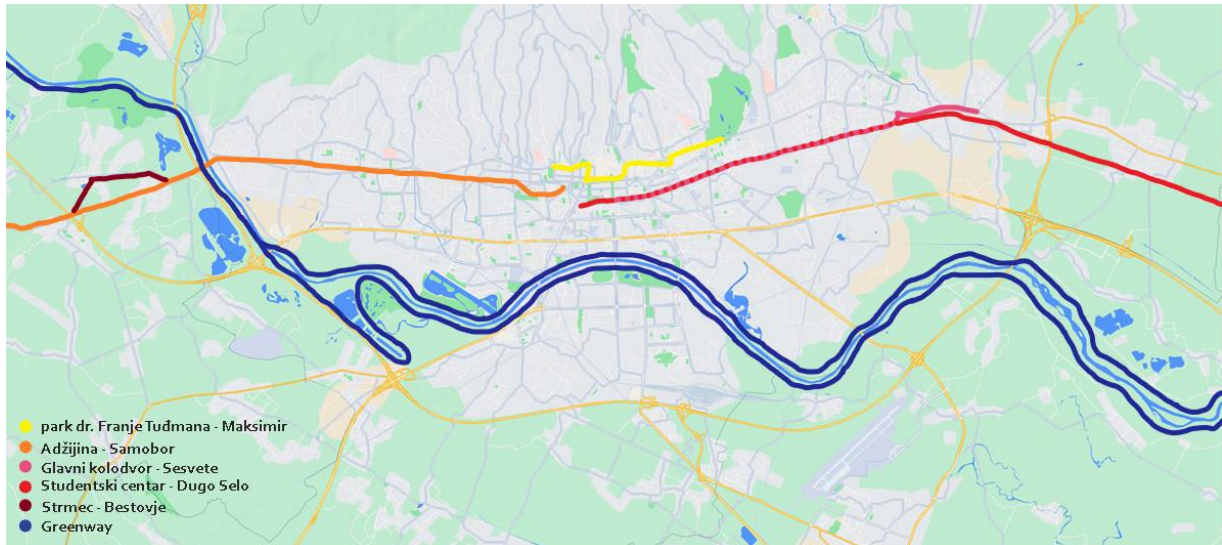 park dr. Franje Tuđmana - Maksimir
Adžijina - Samobor
Glavni kolodvor - Sesvete
Studentski centar - Dugo Selo
Strmec - Bestovje
Greenway